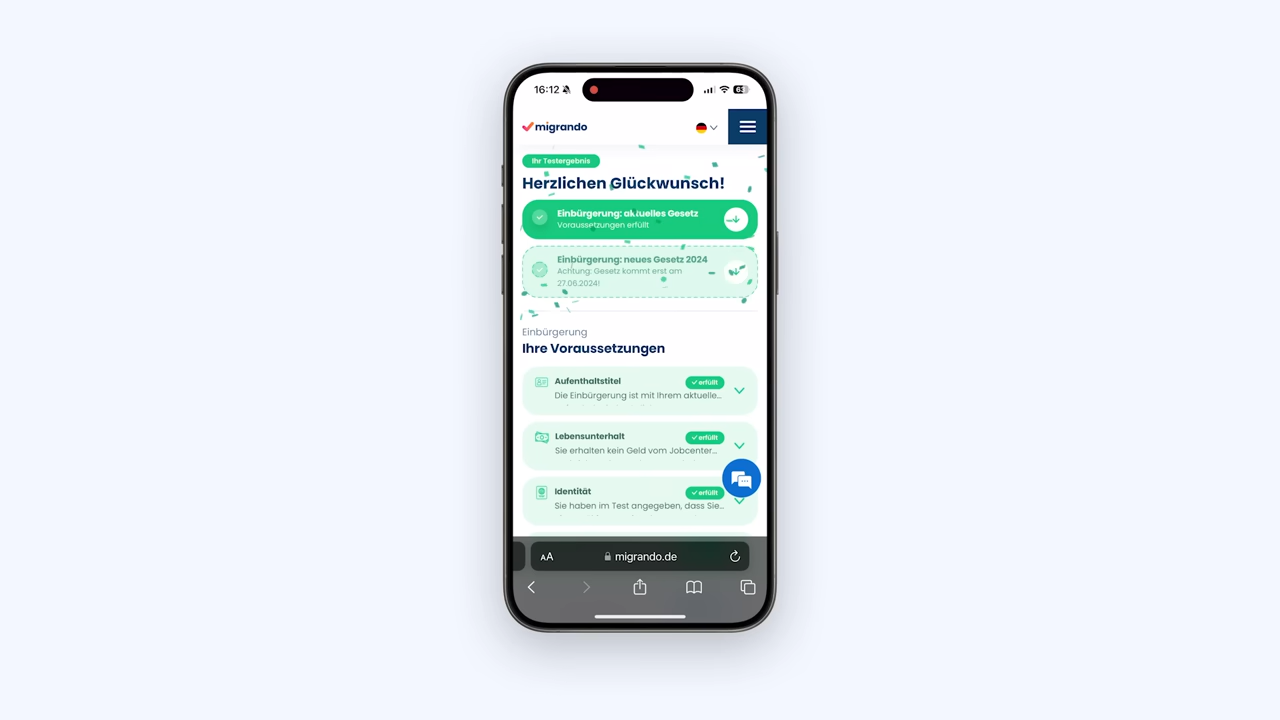 16:12
63
migrando
Ihr Testergebnis
Herzlichen Glückwunsch!
Einbürgerung: aktuelles Gesetz
Voraussetzungen erfüllt
Einbürgerung: neues Gesetz 2024
Achtung: Gesetz kommt erst am
27.06.2024!
Einbürgerung
Ihre Voraussetzungen
Aufenthaltstitel
erfüllt
Die Einbürgerung ist mit Ihrem aktuelle...
Lebensunterhalt
erfüllt
Sie erhalten kein Geld vom Jobcenter...
Identität
erfüllt
Sie haben im Test angegeben, dass Sie...
AA
migrando.de